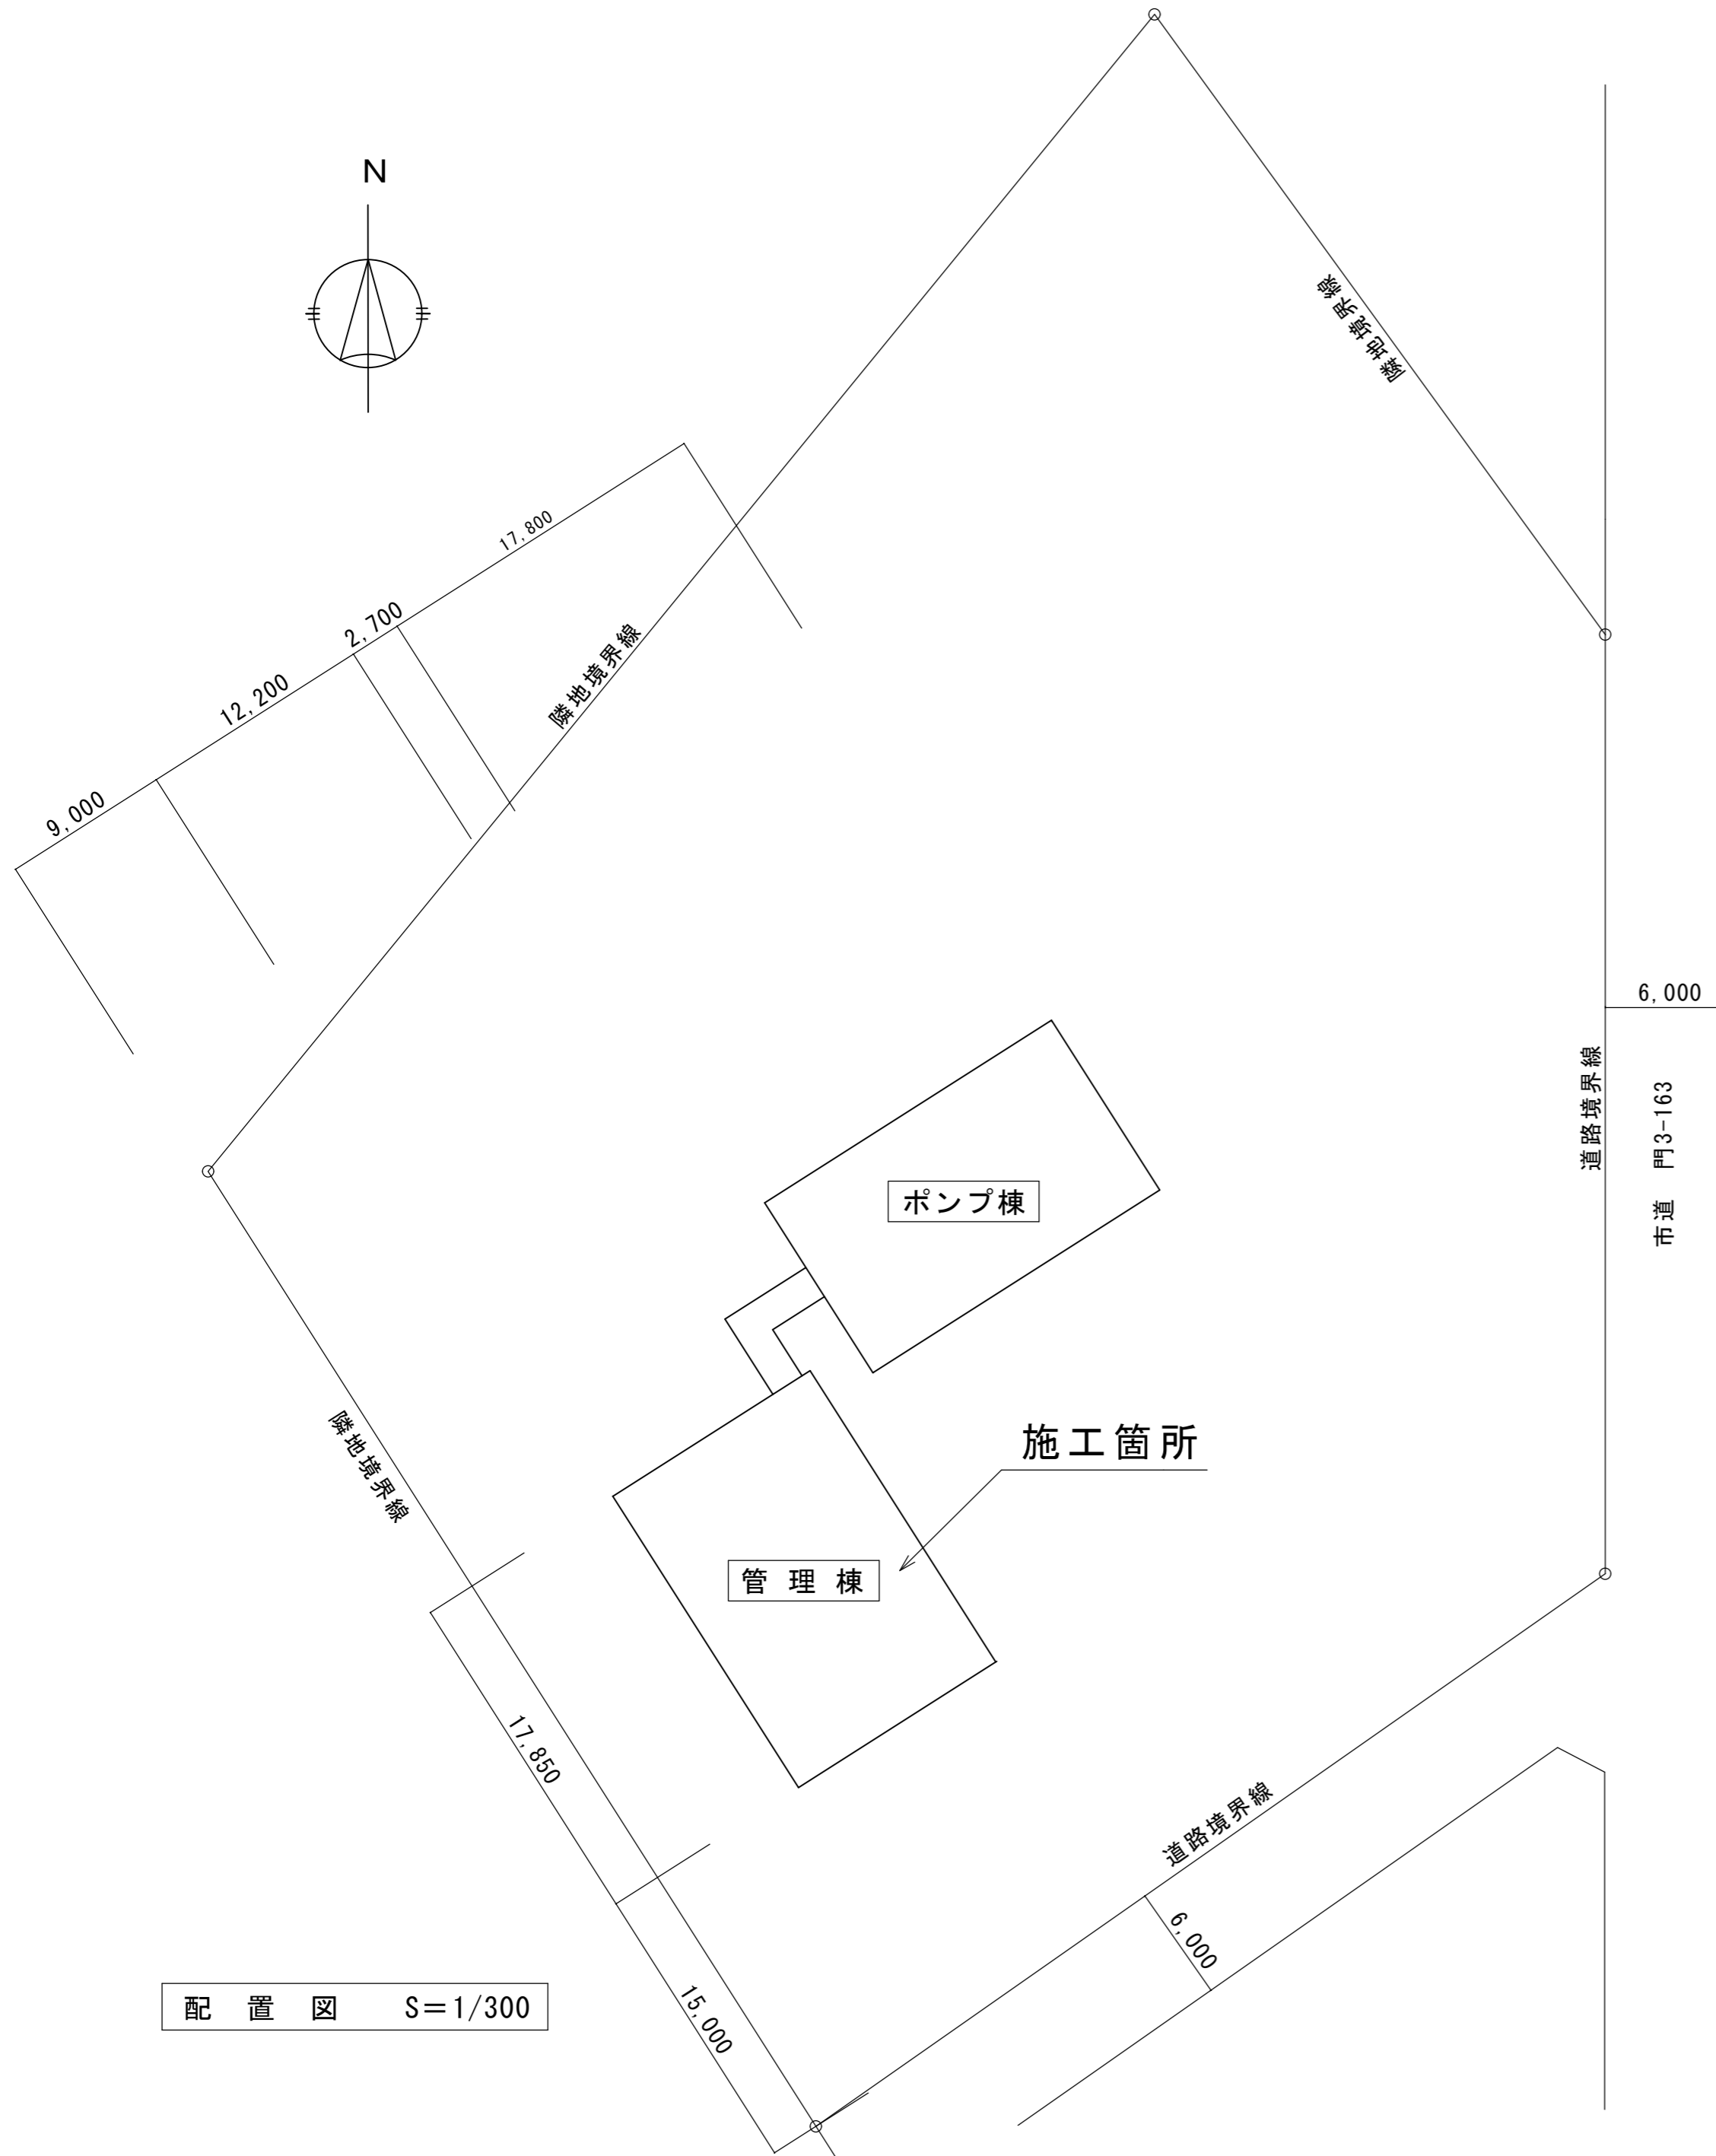 N
隣地境界線
17,800
2,700
隣地境界線
12,200
9,000
6,000
道路境界線
市道 門3-163
ポンプ棟
隣地境界線
施工箇所
管理棟
17,850
道路境界線
6,000
15,000
配置図 S=1/300